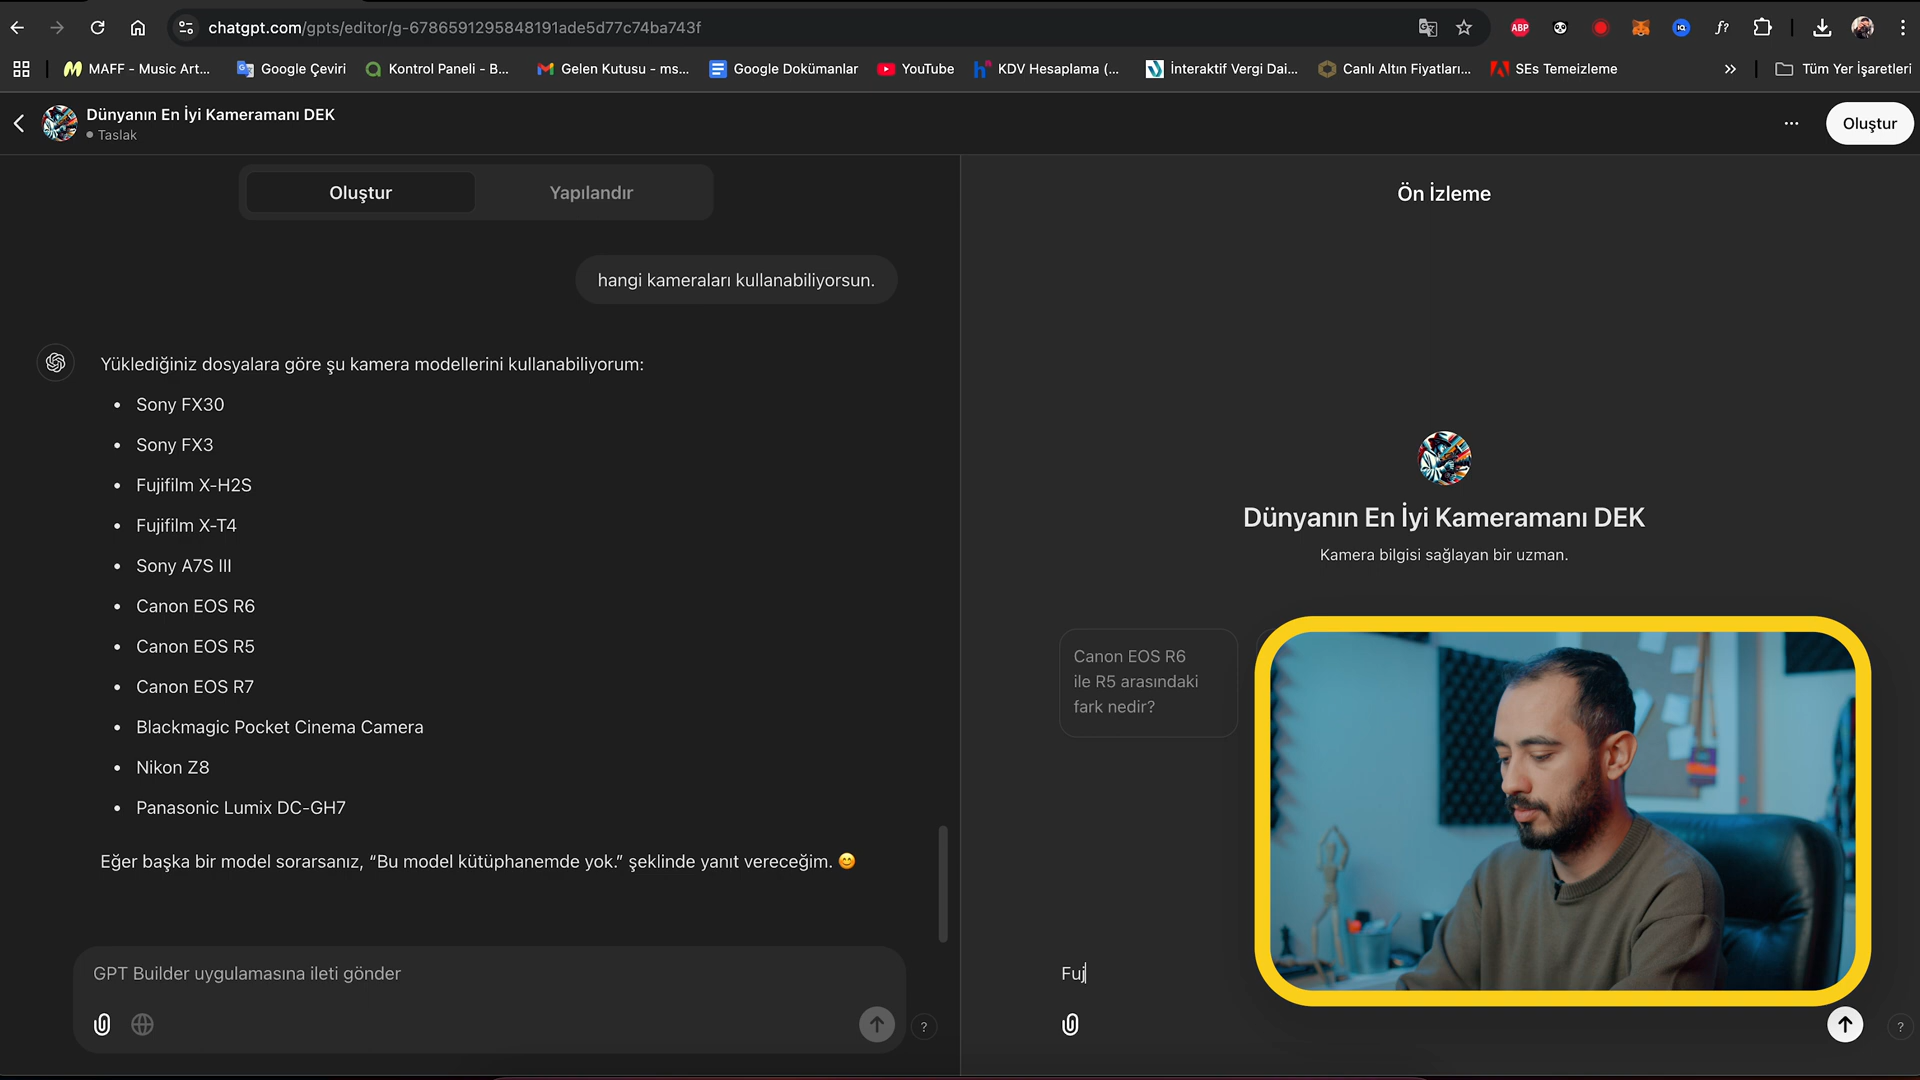 chatgpt.com/gpts/editor/g-6786591295848191ade5d77c74ba743f
ABP
MAFF - Music Art...
Google Çeviri
Kontrol Paneli - B...
Gelen Kutusu - ms...
Google Dokümanlar
YouTube
KDV Hesaplama (...
İnteraktif Vergi Dai...
Canlı Altın Fiyatları...
SEs Temeizleme
Tüm Yer İşaretleri
Dünyanın En İyi Kameramanı DEK
Taslak
Oluştur
Oluştur
Yapılandır
hangi kameraları kullanabiliyorsun.
Yüklediğiniz dosyalara göre şu kamera modellerini kullanabiliyorum:
• Sony FX30
• Sony FX3
• Fujifilm X-H2S
• Fujifilm X-T4
• Sony A7S III
• Canon EOS R6
• Canon EOS R5
• Canon EOS R7
• Blackmagic Pocket Cinema Camera
• Nikon Z8
• Panasonic Lumix DC-GH7
Eğer başka bir model sorarsanız, “Bu model kütüphanemde yok.” şeklinde yanıt vereceğim. 😊
GPT Builder uygulamasına ileti gönder
?
Ön İzleme
Dünyanın En İyi Kameramanı DEK
Kamera bilgisi sağlayan bir uzman.
Canon EOS R6
ile R5 arasındaki
fark nedir?
Fuj
?